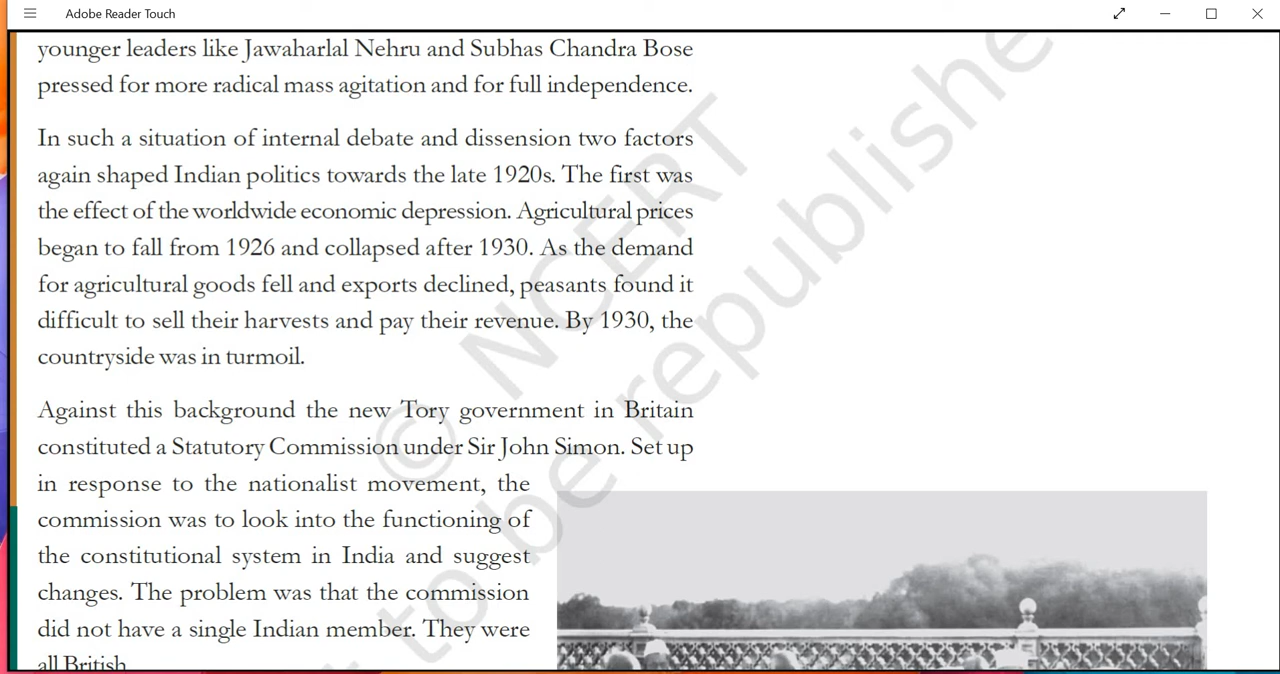 Adobe Reader Touch
younger leaders like Jawaharlal Nehru and Subhas Chandra Bose
pressed for more radical mass agitation and for full independence.
In such a situation of internal debate and dissension two factors
again shaped Indian politics towards the late 1920s. The first was
the effect of the worldwide economic depression. Agricultural prices
began to fall from 1926 and collapsed after 1930. As the demand
for agricultural goods fell and exports declined, peasants found it
difficult to sell their harvests and pay their revenue. By 1930, the
countryside was in turmoil.
Against this background the new Tory government in Britain
constituted a Statutory Commission under Sir John Simon. Set up
in response to the nationalist movement, the
commission was to look into the functioning of
the constitutional system in India and suggest
changes. The problem was that the commission
did not have a single Indian member. They were
all British
© NCERT
to be republishe